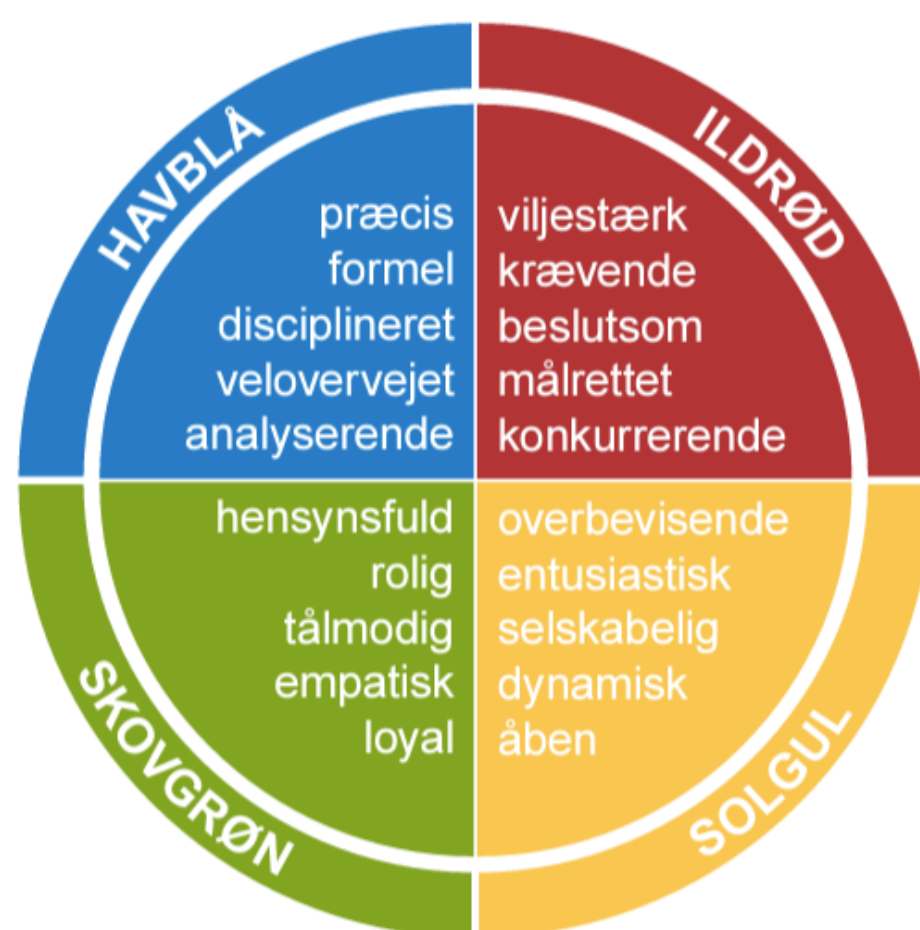 HAVBLÅ
præcis
formel
disciplineret
velovervejet
analyserende
ILDRØD
viljestærk
krævende
beslutsom
målrettet
konkurrerende
SKOVGRØN
hensynsfuld
rolig
tålmodig
empatisk
loyal
SOLGUL
overbevisende
entusiastisk
selskabelig
dynamisk
åben